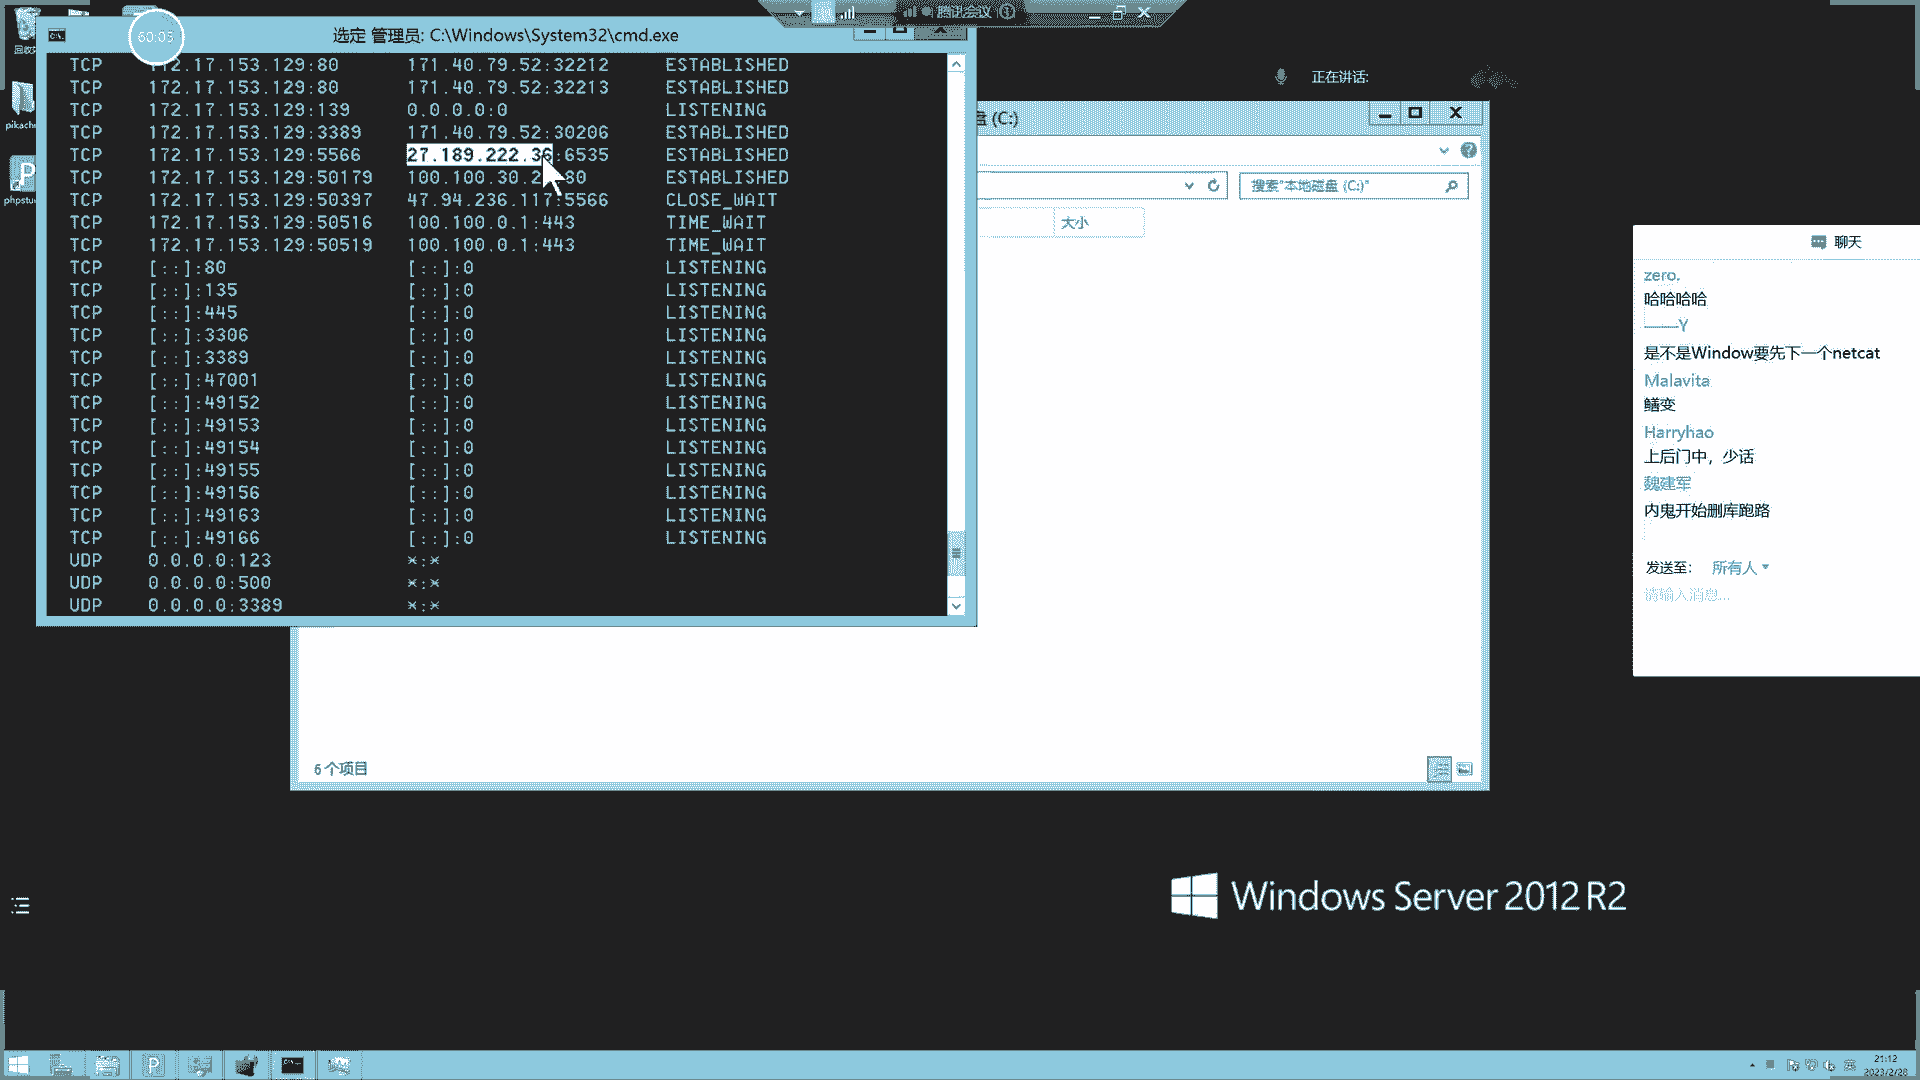 腾讯会议
60:05
选定 管理员: C:\Windows\System32\cmd.exe
TCP 172.17.153.129:80 171.40.79.52:32212 ESTABLISHED
TCP 172.17.153.129:80 171.40.79.52:32213 ESTABLISHED
TCP 172.17.153.129:139 0.0.0.0:0 LISTENING
TCP 172.17.153.129:3389 171.40.79.52:30206 ESTABLISHED
TCP 172.17.153.129:5566 27.189.222.36:6535 ESTABLISHED
TCP 172.17.153.129:50179 ESTABLISHED
TCP 172.17.153.129:50397 47.94.236.117:5566 CLOSE_WAIT
TCP 172.17.153.129:50516 100.100.0.1:443 TIME_WAIT
TCP 172.17.153.129:50519 100.100.0.1:443 TIME_WAIT
TCP [::]:80 [::]:0 LISTENING
TCP [::]:135 [::]:0 LISTENING
TCP [::]:445 [::]:0 LISTENING
TCP [::]:3306 [::]:0 LISTENING
TCP [::]:3389 [::]:0 LISTENING
TCP [::]:47001 [::]:0 LISTENING
TCP [::]:49152 [::]:0 LISTENING
TCP [::]:49153 [::]:0 LISTENING
TCP [::]:49154 [::]:0 LISTENING
TCP [::]:49155 [::]:0 LISTENING
TCP [::]:49156 [::]:0 LISTENING
TCP [::]:49163 [::]:0 LISTENING
TCP [::]:49166 [::]:0 LISTENING
UDP 0.0.0.0:123 *:*
UDP 0.0.0.0:500 *:*
UDP 0.0.0.0:3389 *:*
正在讲话:
盘 (C:)
搜索"本地磁盘 (C:)"
大小
6 个项目
聊天
zero.
哈哈哈哈
——Y
是不是Window要先下一个netcat
Malavita
鳝变
Harryhao
上后门中，少话
魏建军
内鬼开始删库跑路
发送至: 所有人
请输入消息...
Windows Server 2012 R2
21:12
2023/2/28